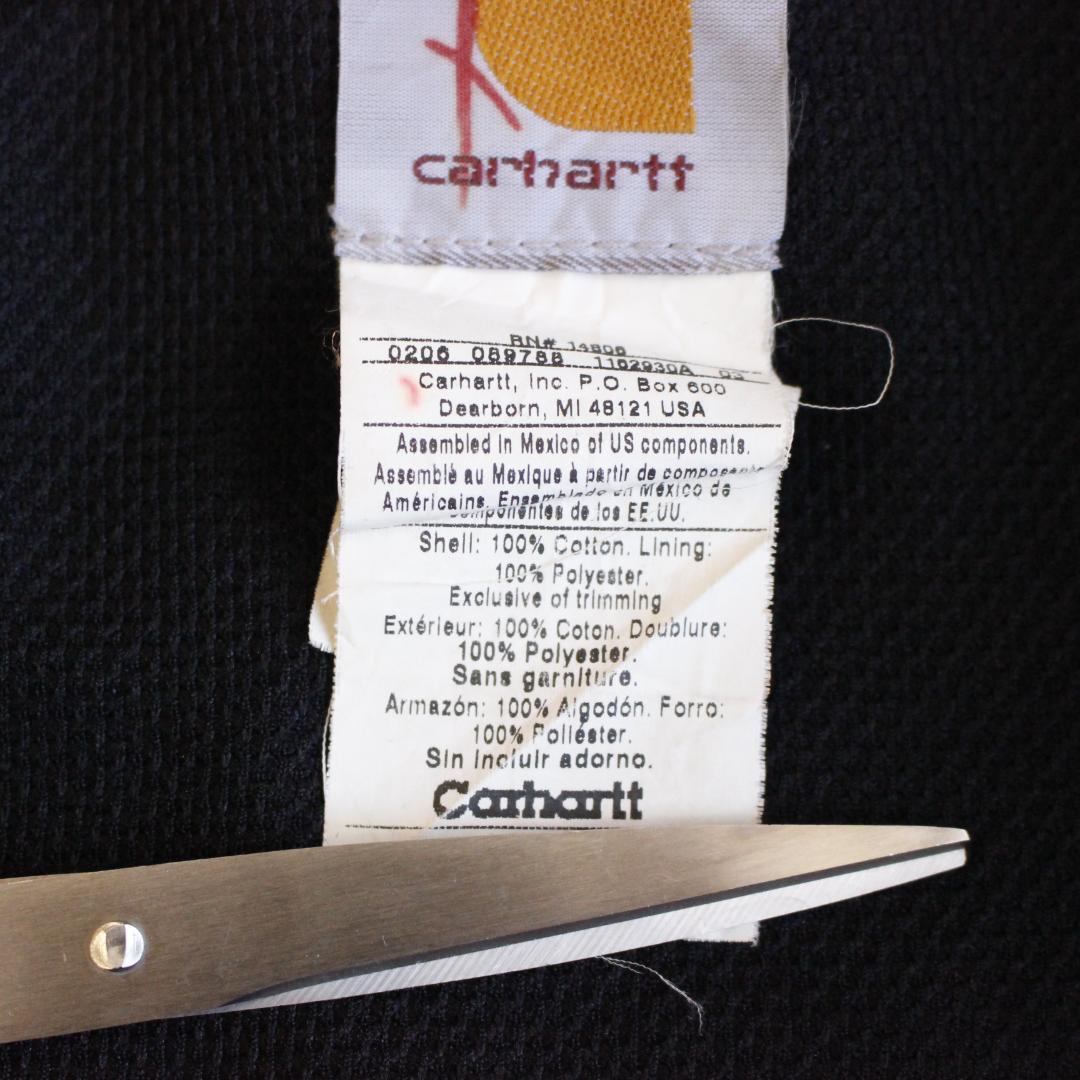 carhartt
RN# 14806
0206 089788 1162930A 03
Carhartt, Inc. P.O. Box 600
Dearborn, MI 48121 USA
Assembled in Mexico of US components.
Assemblé au Mexique à partir de composants
Américains. Ensamblado en México de
componentes de los EE.UU.
Shell: 100% Cotton. Lining:
100% Polyester.
Exclusive of trimming
Extérieur: 100% Coton. Doublure:
100% Polyester.
Sans garniture.
Armazón: 100% Algodón. Forro:
100% Poliéster.
Sin incluir adorno.
Carhartt